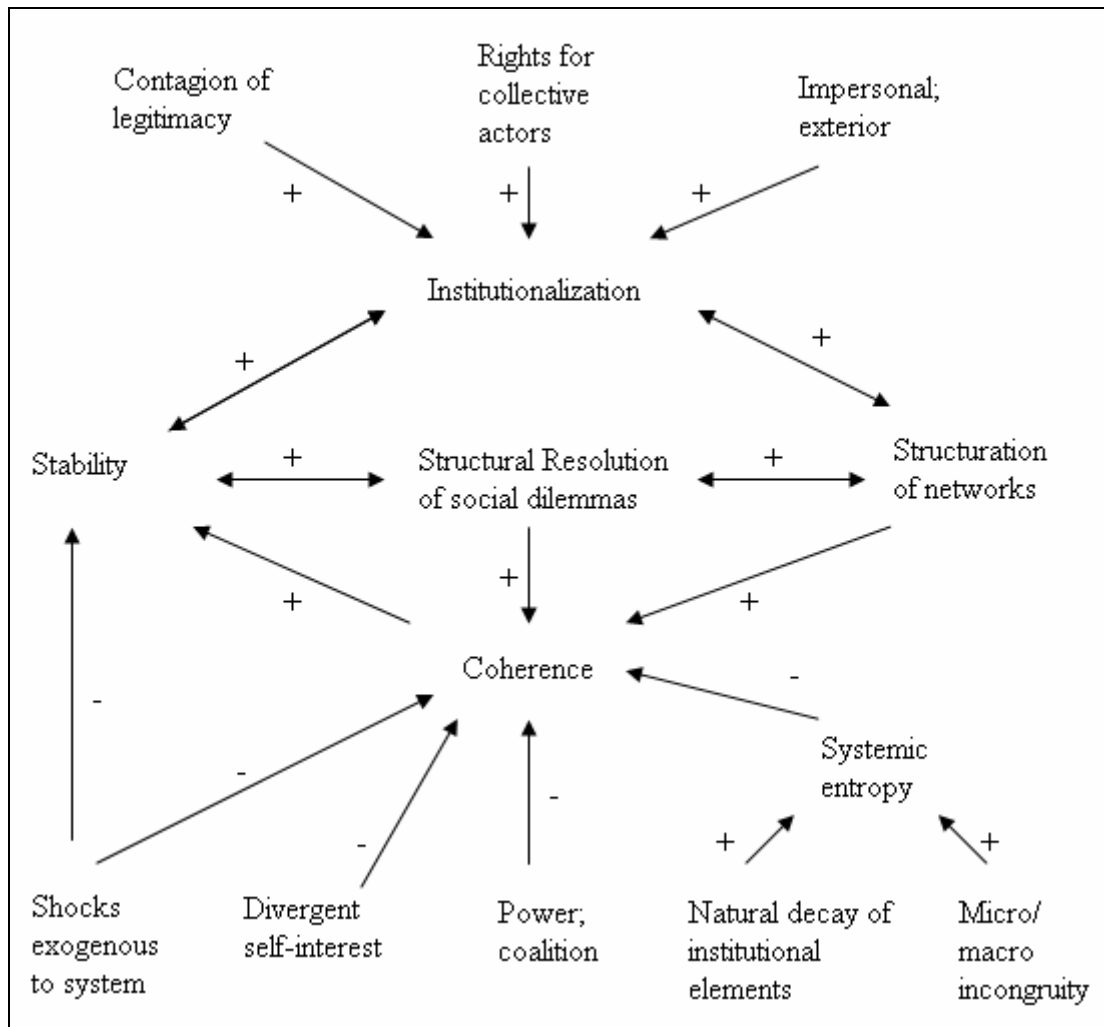 Contagion of
legitimacy
Rights for
collective
actors
Impersonal;
exterior
+
+
+
Institutionalization
+
+
Stability
+
Structural Resolution
of social dilemmas
+
Structuration
of networks
+
+
+
Coherence
-
-
-
-
-
Systemic
entropy
+
+
Shocks
exogenous
to system
Divergent
self-interest
Power;
coalition
Natural decay of
institutional
elements
Micro/
macro
incongruity